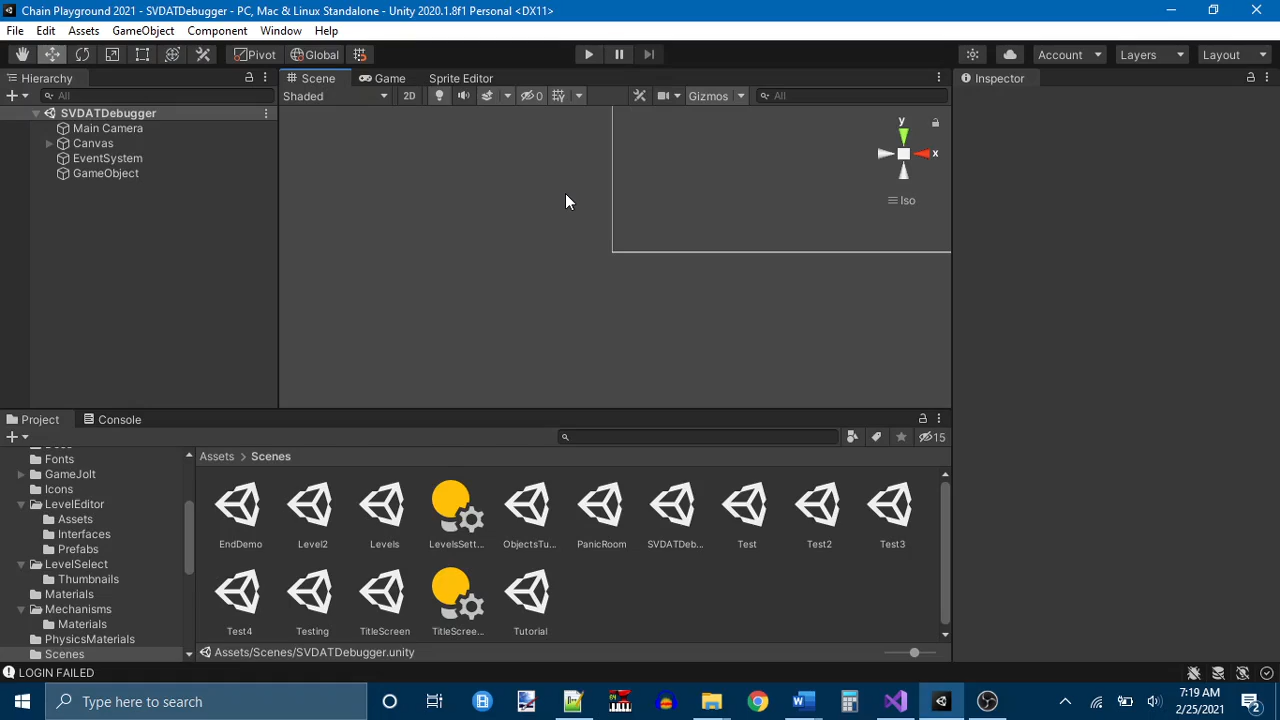 Chain Playground 2021 - SVDATDebugger - PC, Mac & Linux Standalone - Unity 2020.1.8f1 Personal <DX11>
File Edit Assets GameObject Component Window Help
Pivot Global Account Layers Layout
Hierarchy
All
SVDATDebugger
Main Camera
Canvas
EventSystem
GameObject
Scene Game Sprite Editor
Shaded 2D 0 Gizmos All
y
x
Iso
Inspector
Project Console
15
Fonts
GameJolt
Icons
LevelEditor
Assets
Interfaces
Prefabs
LevelSelect
Thumbnails
Materials
Mechanisms
Materials
PhysicsMaterials
Scenes
Assets > Scenes
EndDemo Level2 Levels LevelsSett... ObjectsTu... PanicRoom SVDATDeb... Test Test2 Test3
Test4 Testing TitleScreen TitleScree... Tutorial
Assets/Scenes/SVDATDebugger.unity
LOGIN FAILED
Type here to search
7:19 AM
2/25/2021
2